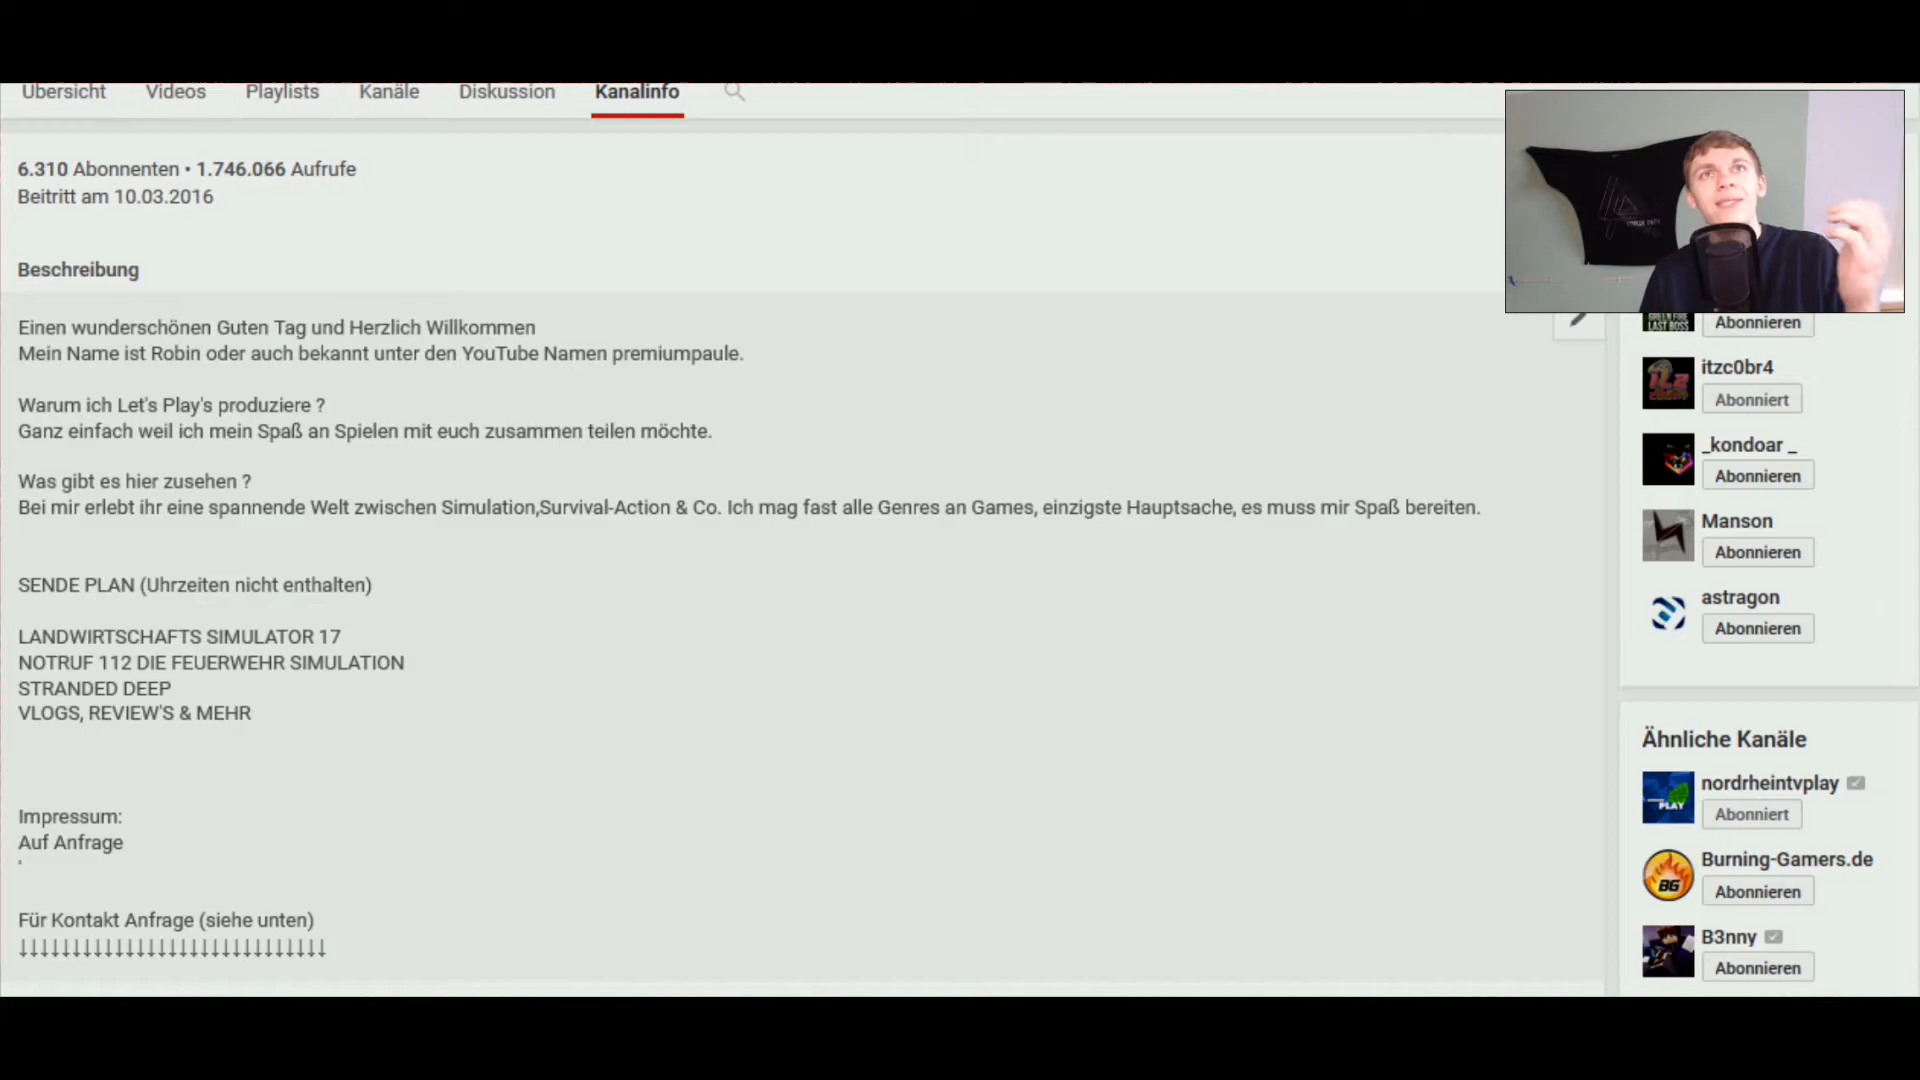 Übersicht Videos Playlists Kanäle Diskussion Kanalinfo
6.310 Abonnenten • 1.746.066 Aufrufe
Beitritt am 10.03.2016
Beschreibung
Einen wunderschönen Guten Tag und Herzlich Willkommen
Mein Name ist Robin oder auch bekannt unter den YouTube Namen premiumpaule.
Warum ich Let's Play's produziere ?
Ganz einfach weil ich mein Spaß an Spielen mit euch zusammen teilen möchte.
Was gibt es hier zusehen ?
Bei mir erlebt ihr eine spannende Welt zwischen Simulation,Survival-Action & Co. Ich mag fast alle Genres an Games, einzigste Hauptsache, es muss mir Spaß bereiten.
SENDE PLAN (Uhrzeiten nicht enthalten)
LANDWIRTSCHAFTS SIMULATOR 17
NOTRUF 112 DIE FEUERWEHR SIMULATION
STRANDED DEEP
VLOGS, REVIEW'S & MEHR
Impressum:
Auf Anfrage
'
Für Kontakt Anfrage (siehe unten)
↓↓↓↓↓↓↓↓↓↓↓↓↓↓↓↓↓↓↓↓↓↓↓↓↓↓↓↓↓
LAST BOSS
Abonnieren
itzc0br4
Abonniert
_kondoar _
Abonnieren
Manson
Abonnieren
astragon
Abonnieren
Ähnliche Kanäle
nordrheintvplay
PLAY
Abonniert
Burning-Gamers.de
BG
Abonnieren
B3nny
Abonnieren